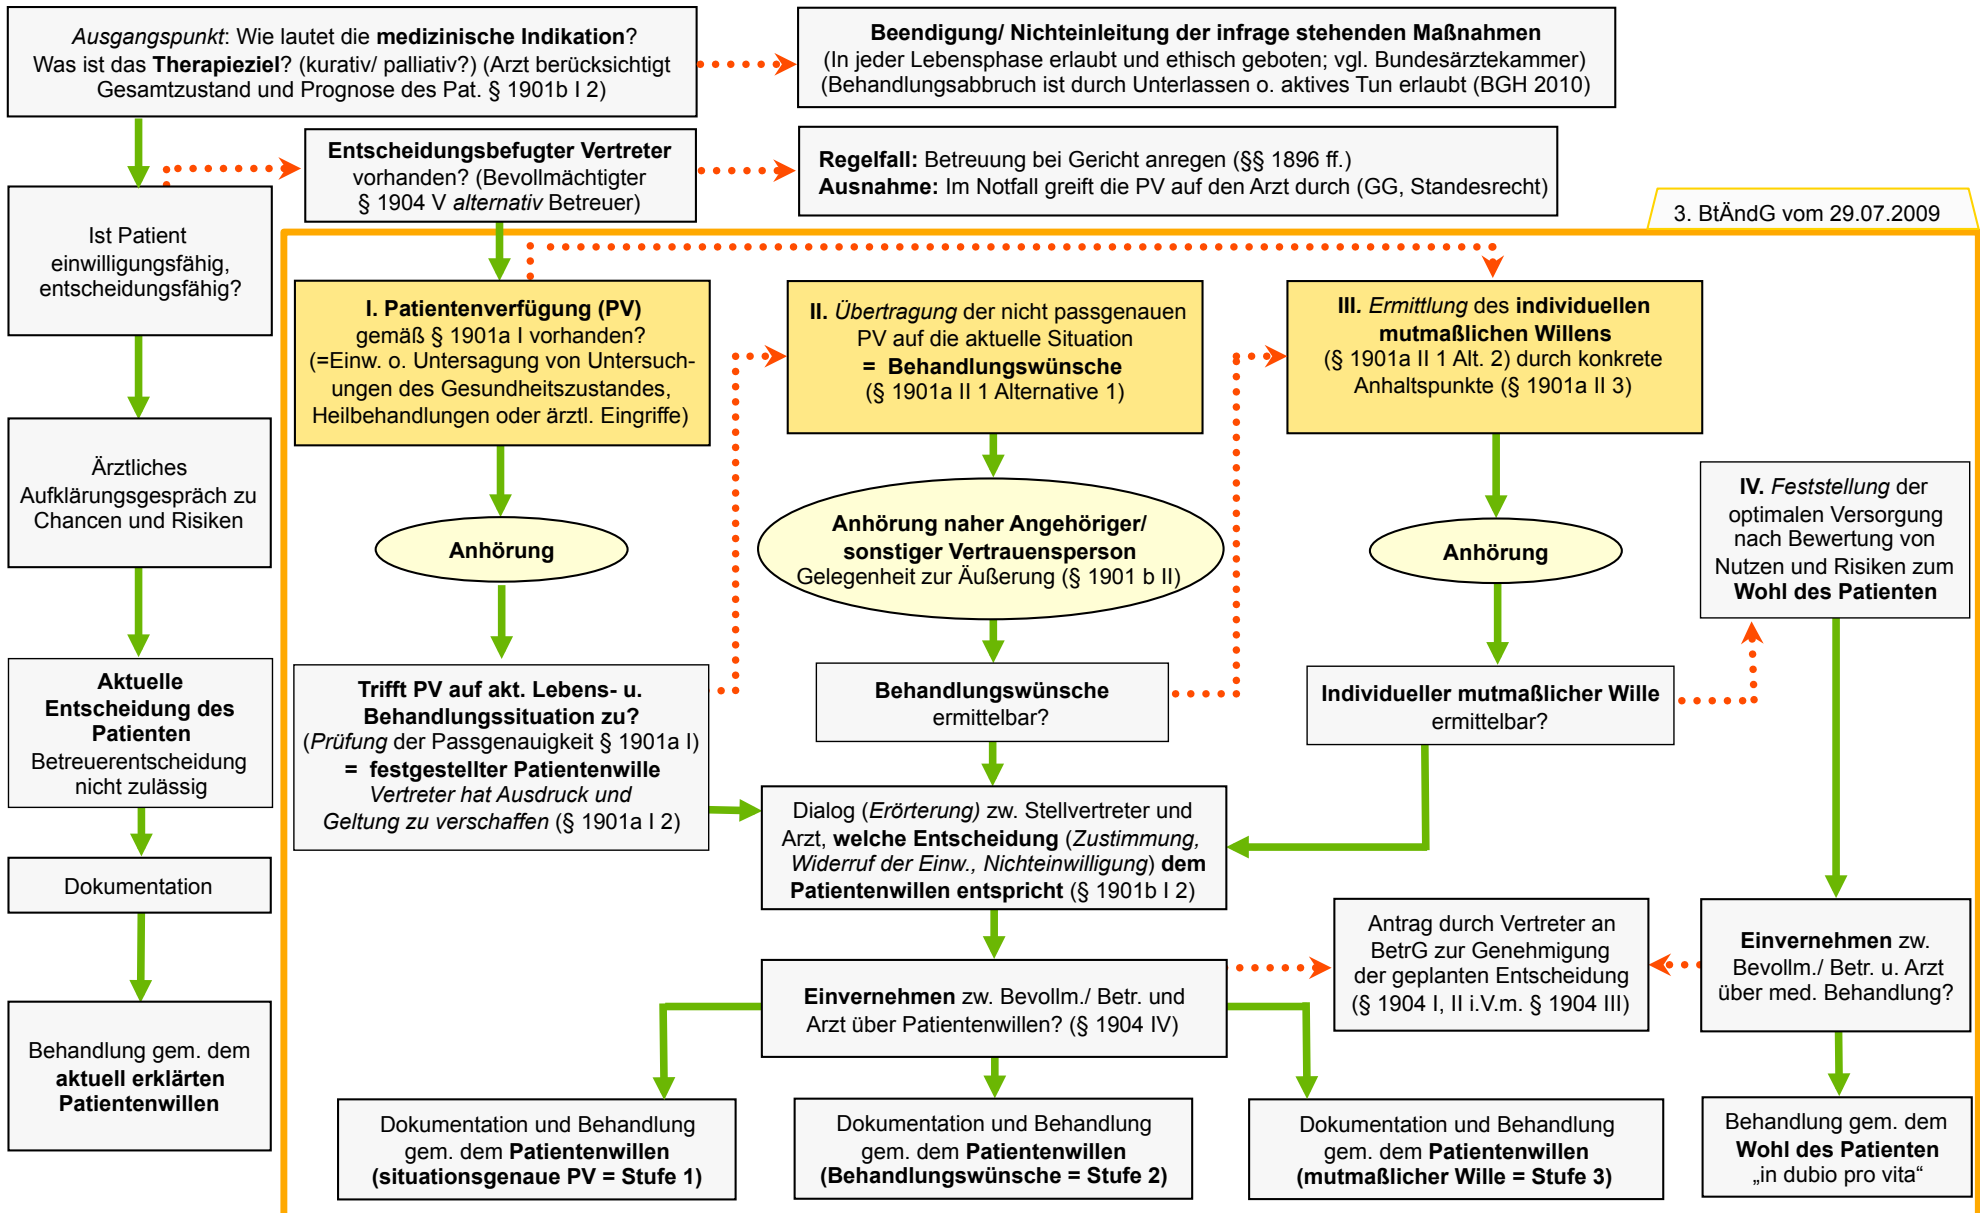 Ausgangspunkt: Wie lautet die medizinische Indikation?
Was ist das Therapieziel? (kurativ/ palliativ?) (Arzt berücksichtigt
Gesamtzustand und Prognose des Pat. § 1901b I 2)
Beendigung/ Nichteinleitung der infrage stehenden Maßnahmen
(In jeder Lebensphase erlaubt und ethisch geboten; vgl. Bundesärztekammer)
(Behandlungsabbruch ist durch Unterlassen o. aktives Tun erlaubt (BGH 2010)
Entscheidungsbefugter Vertreter
vorhanden? (Bevollmächtigter
§ 1904 V alternativ Betreuer)
Regelfall: Betreuung bei Gericht anregen (§§ 1896 ff.)
Ausnahme: Im Notfall greift die PV auf den Arzt durch (GG, Standesrecht)
3. BtÄndG vom 29.07.2009
Ist Patient
einwilligungsfähig,
entscheidungsfähig?
Ärztliches
Aufklärungsgespräch zu
Chancen und Risiken
Aktuelle
Entscheidung des
Patienten
Betreuerentscheidung
nicht zulässig
Dokumentation
Behandlung gem. dem
aktuell erklärten
Patientenwillen
I. Patientenverfügung (PV)
gemäß § 1901a I vorhanden?
(=Einw. o. Untersagung von Untersuch-
ungen des Gesundheitszustandes,
Heilbehandlungen oder ärztl. Eingriffe)
Anhörung
Trifft PV auf akt. Lebens- u.
Behandlungssituation zu?
(Prüfung der Passgenauigkeit § 1901a I)
= festgestellter Patientenwille
Vertreter hat Ausdruck und
Geltung zu verschaffen (§ 1901a I 2)
II. Übertragung der nicht passgenauen
PV auf die aktuelle Situation
= Behandlungswünsche
(§ 1901a II 1 Alternative 1)
Anhörung naher Angehöriger/
sonstiger Vertrauensperson
Gelegenheit zur Äußerung (§ 1901 b II)
Behandlungswünsche
ermittelbar?
III. Ermittlung des individuellen
mutmaßlichen Willens
(§ 1901a II 1 Alt. 2) durch konkrete
Anhaltspunkte (§ 1901a II 3)
Anhörung
Individueller mutmaßlicher Wille
ermittelbar?
IV. Feststellung der
optimalen Versorgung
nach Bewertung von
Nutzen und Risiken zum
Wohl des Patienten
Dialog (Erörterung) zw. Stellvertreter und
Arzt, welche Entscheidung (Zustimmung,
Widerruf der Einw., Nichteinwilligung) dem
Patientenwillen entspricht (§ 1901b I 2)
Einvernehmen zw. Bevollm./ Betr. und
Arzt über Patientenwillen? (§ 1904 IV)
Antrag durch Vertreter an
BetrG zur Genehmigung
der geplanten Entscheidung
(§ 1904 I, II i.V.m. § 1904 III)
Einvernehmen zw.
Bevollm./ Betr. u. Arzt
über med. Behandlung?
Dokumentation und Behandlung
gem. dem Patientenwillen
(situationsgenaue PV = Stufe 1)
Dokumentation und Behandlung
gem. dem Patientenwillen
(Behandlungswünsche = Stufe 2)
Dokumentation und Behandlung
gem. dem Patientenwillen
(mutmaßlicher Wille = Stufe 3)
Behandlung gem. dem
Wohl des Patienten
„in dubio pro vita“